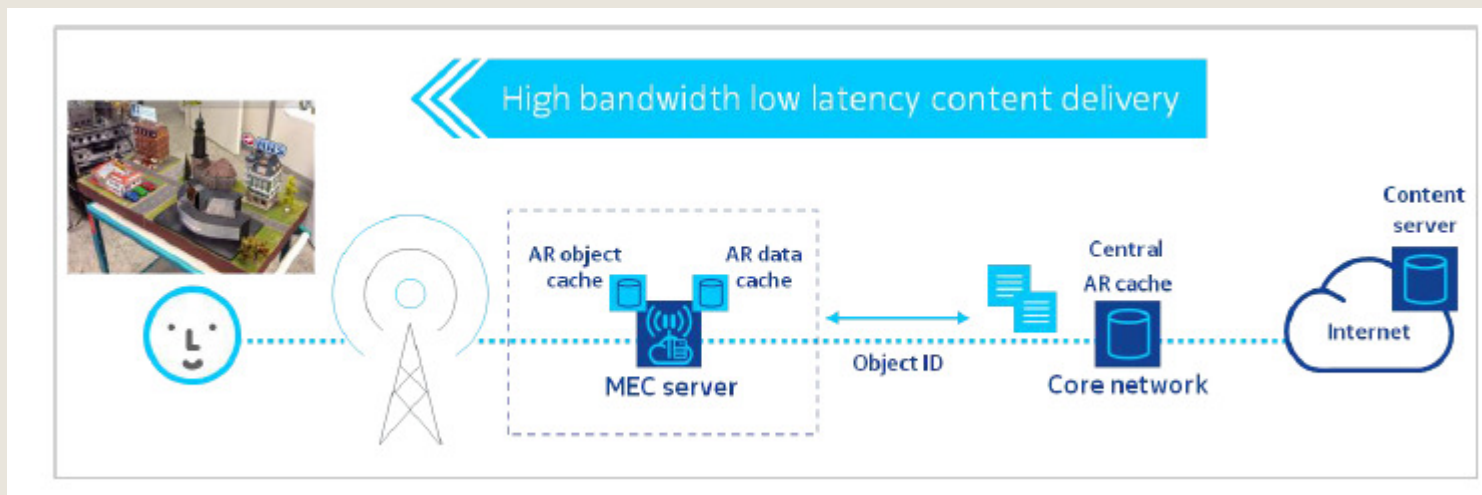 High bandwidth low latency content delivery
NHS
Content
server
AR object
cache
AR data
cache
Central
AR cache
Internet
Object ID
MEC server
Core network